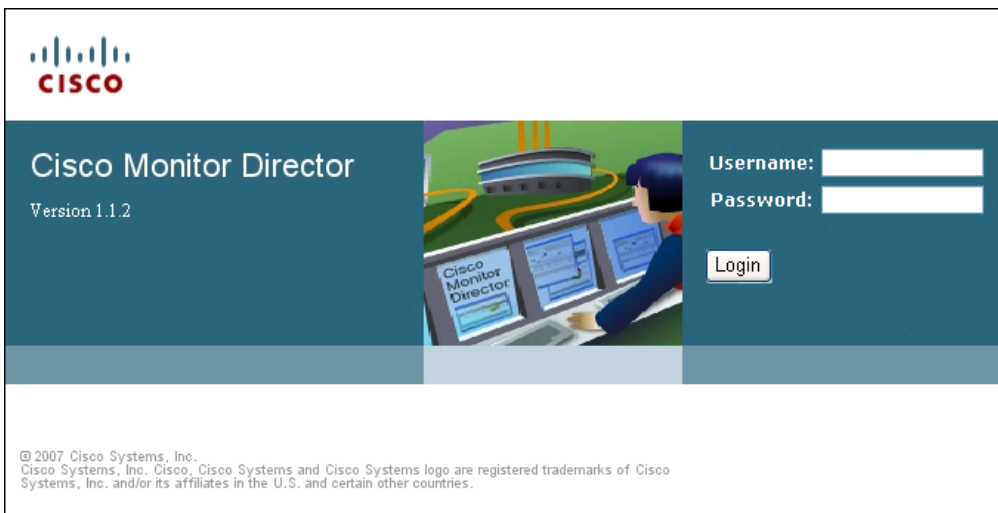 CISCO
Cisco Monitor Director
Version 1.1.2
Cisco
Monitor
Director
Username:
Password:
Login
© 2007 Cisco Systems, Inc.
Cisco Systems, Inc. Cisco, Cisco Systems and Cisco Systems logo are registered trademarks of Cisco
Systems, Inc. and/or its affiliates in the U.S. and certain other countries.